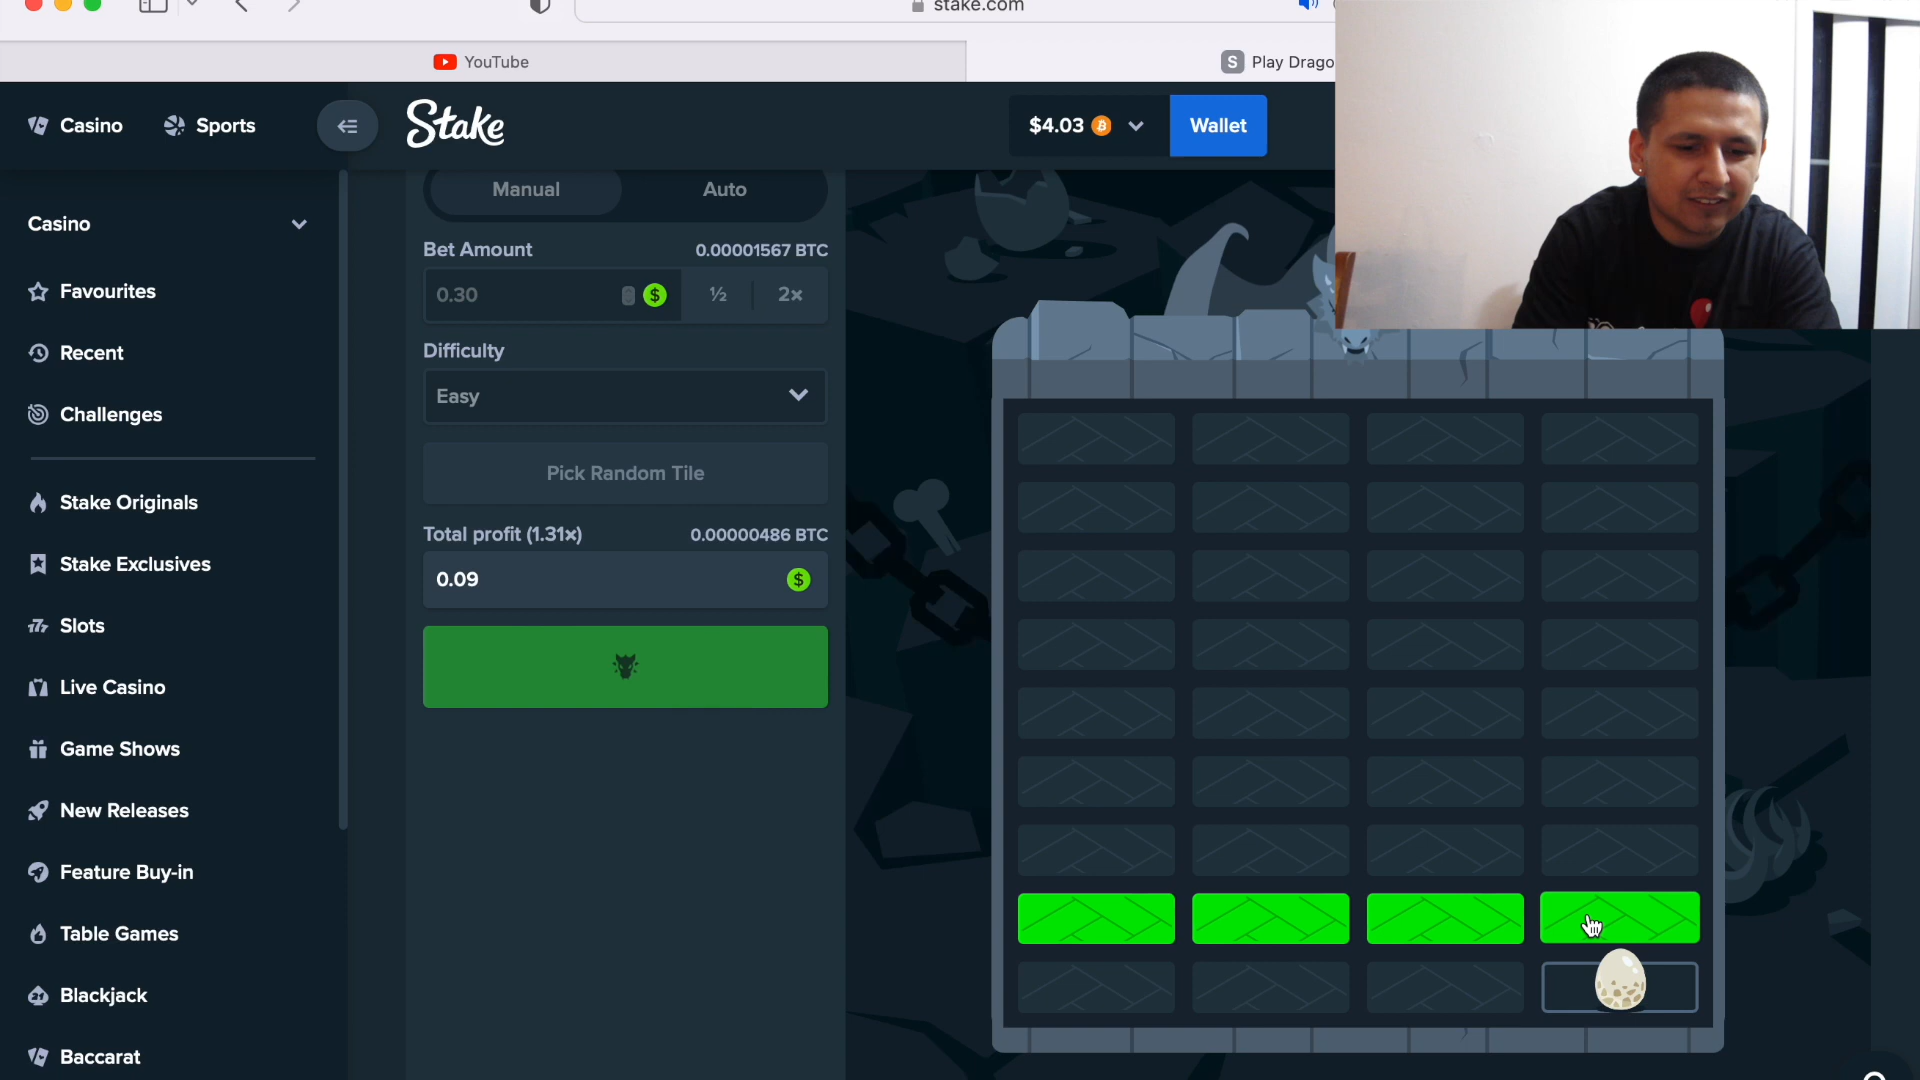 stake.com
YouTube
S Play Drago
Casino
Sports
Stake
$4.03
Wallet
Casino
Favourites
Recent
Challenges
Stake Originals
Stake Exclusives
Slots
Live Casino
Game Shows
New Releases
Feature Buy-in
Table Games
Blackjack
Baccarat
Manual
Auto
Bet Amount
0.00001567 BTC
0.30
$
½
2×
Difficulty
Easy
Pick Random Tile
Total profit (1.31×)
0.00000486 BTC
0.09
$